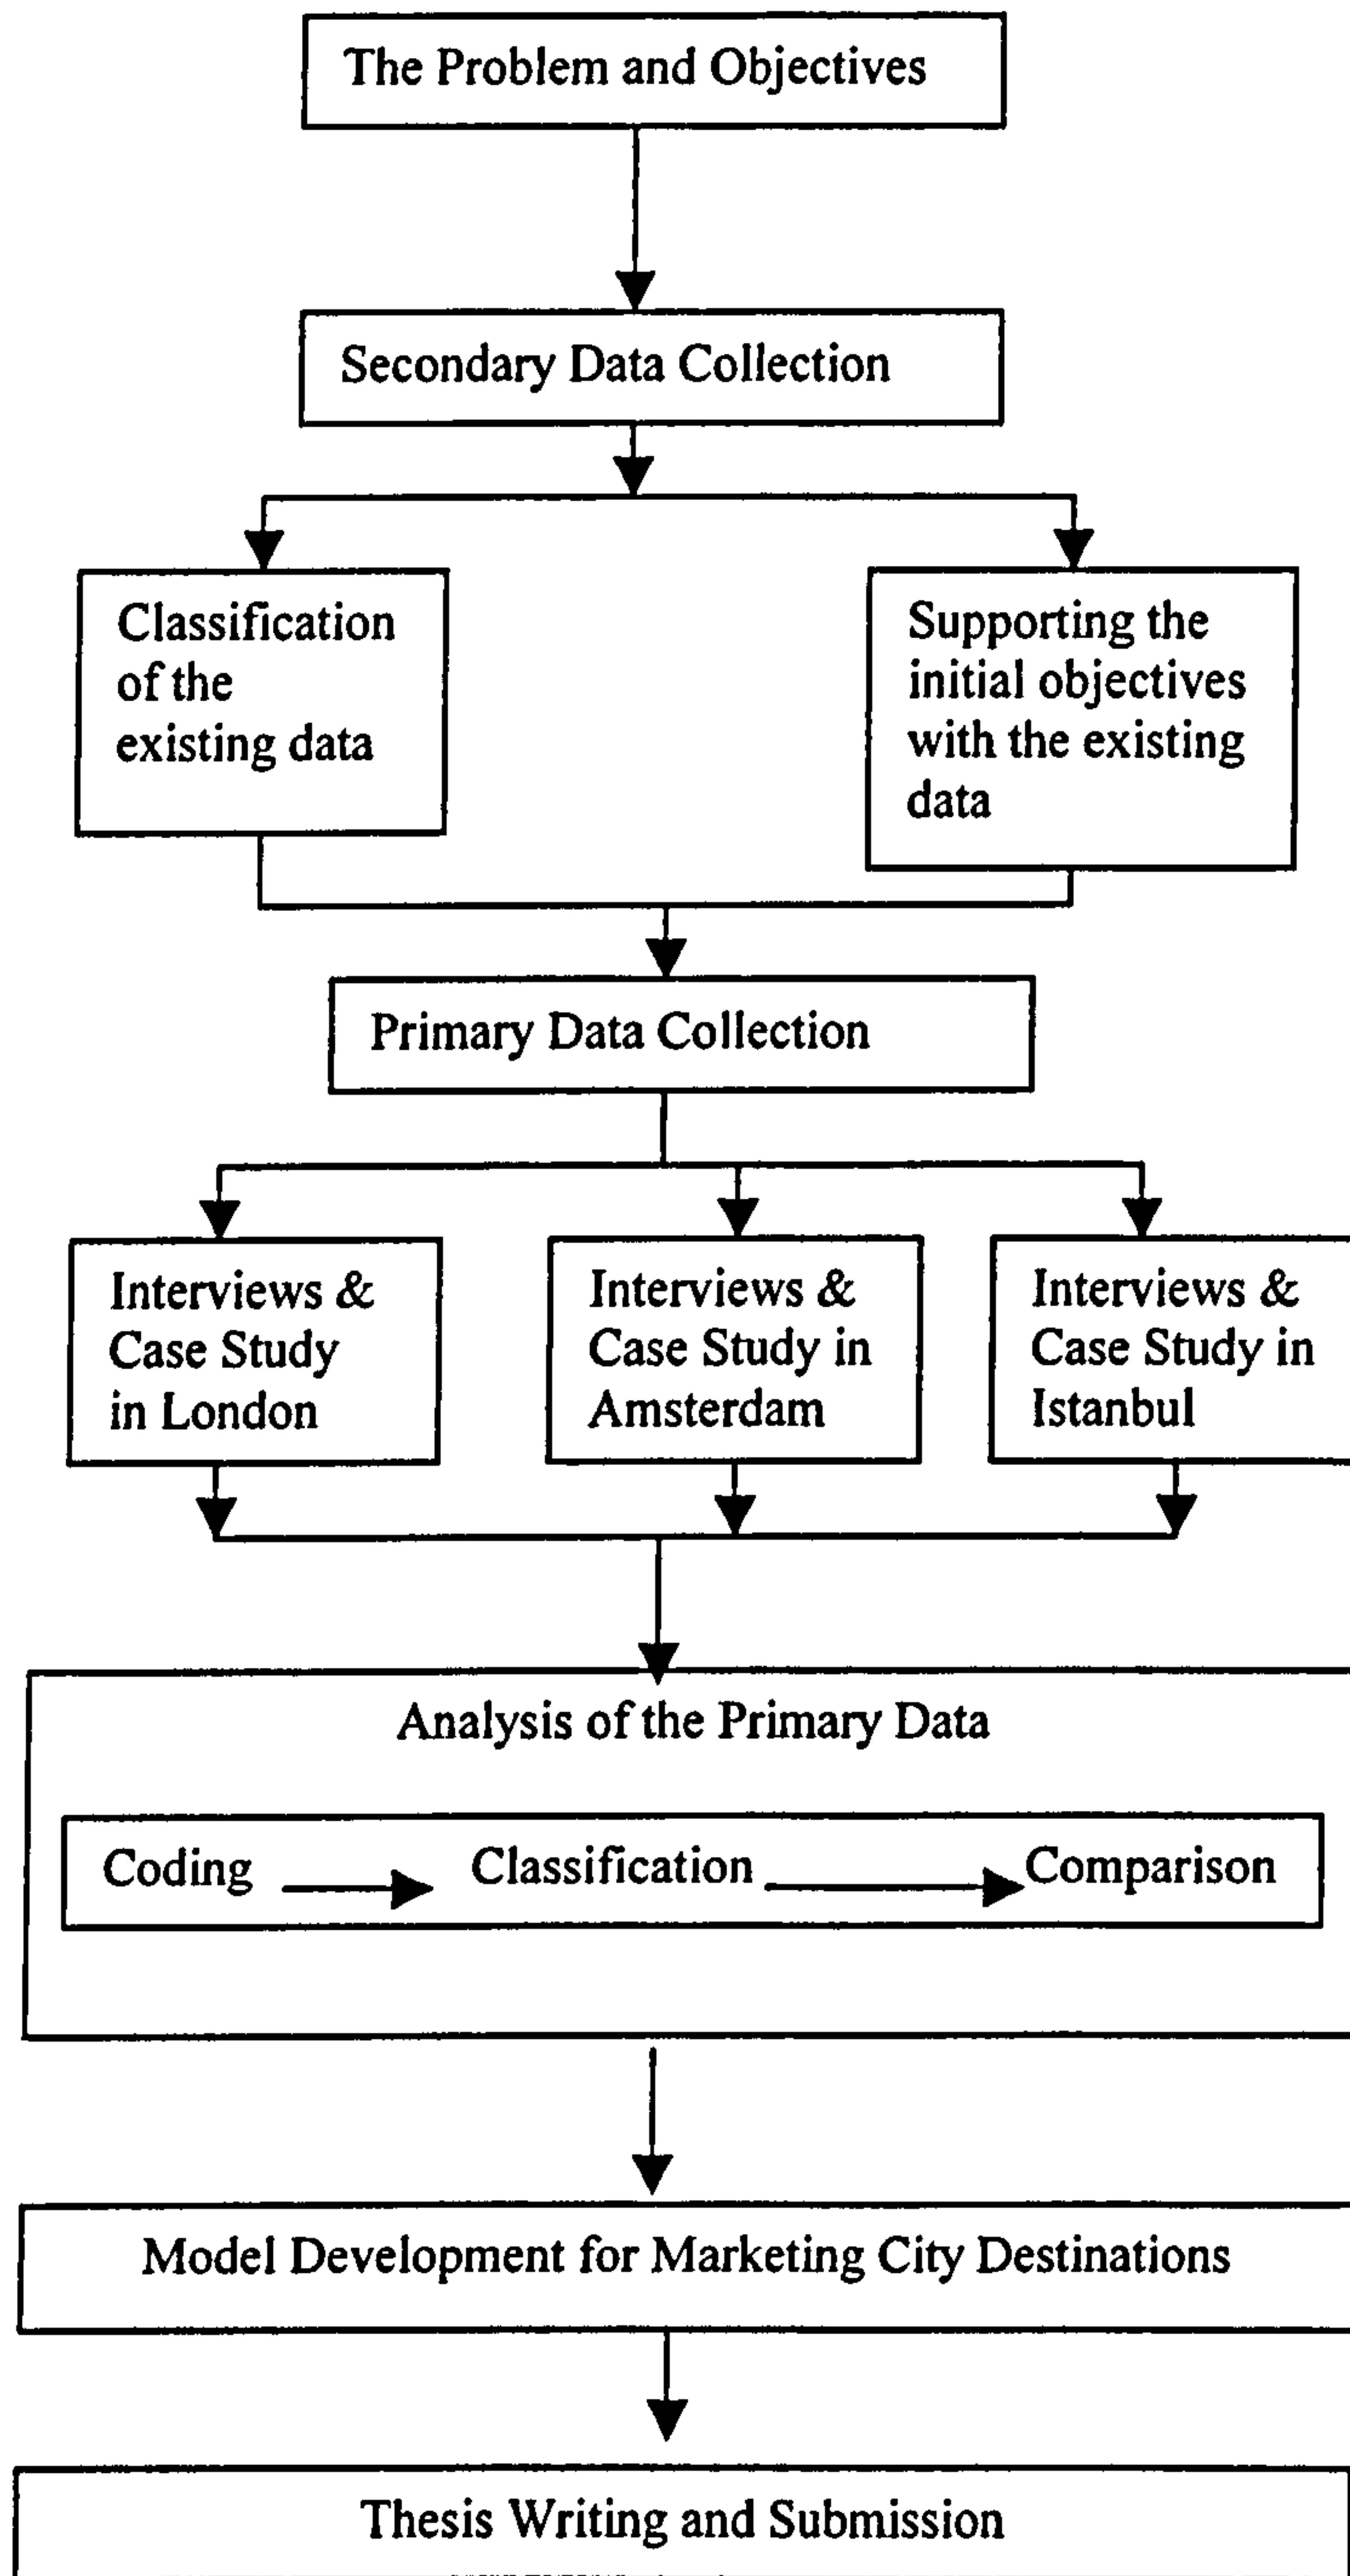 The Problem and Objectives
Secondary Data Collection
Classification
of the
existing data
Supporting the
initial objectives
with the existing
data
Primary Data Collection
Interviews &
Case Study
in London
Interviews &
Case Study in
Amsterdam
Interviews &
Case Study in
Istanbul
Analysis of the Primary Data
Coding Classification Comparison
Model Development for Marketing City Destinations
Thesis Writing and Submission